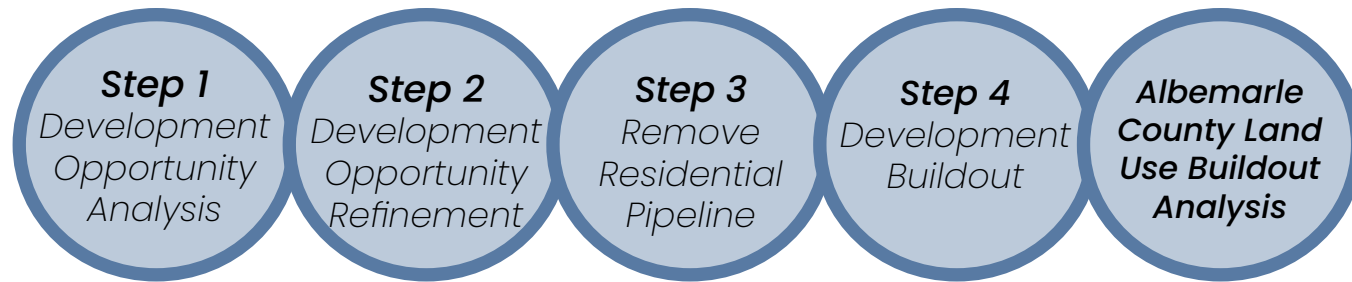 Step 1
Development
Opportunity
Analysis
Step 2
Development
Opportunity
Refinement
Step 3
Remove
Residential
Pipeline
Step 4
Development
Buildout
Albemarle
County Land
Use Buildout
Analysis